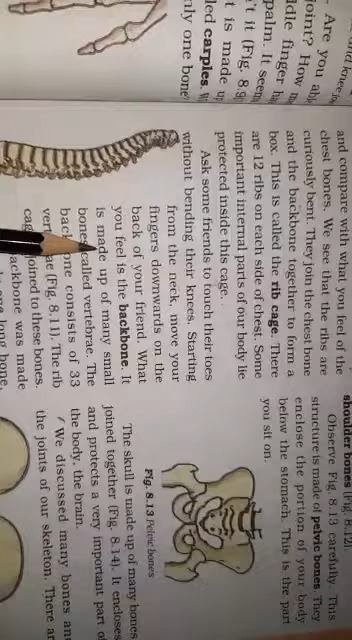 and knee in
Are you abl
joint? How m
ddle finger h
palm. It seem
't it (Fig. 8.9
t is made up
led carples. W
nly one bone
and compare with what you feel of the
chest bones. We see that the ribs are
curiously bent. They join the chest bone
and the backbone together to form a
box. This is called the rib cage. There
are 12 ribs on each side of chest. Some
important internal parts of our body lie
protected inside this cage.
Ask some friends to touch their toes
without bending their knees. Starting
from the neck, move your
fingers downwards on the
back of your friend. What
you feel is the backbone. It
is made up of many small
bones called vertebrae. The
backbone consists of 33
vertebrae (Fig. 8.11). The rib
cage joined to these bones.
ackbone was made
one long bone,
shoulder bones (Fig. 8.12).
Observe Fig. 8.13 carefully. This
structure is made of pelvic bones. They
enclose the portion of your body
below the stomach. This is the part
you sit on.
Fig. 8.13 Pelvic bones
The skull is made up of many bones
joined together (Fig. 8.14). It encloses
and protects a very important part o
the body, the brain.
We discussed many bones an
the joints of our skeleton. There ar